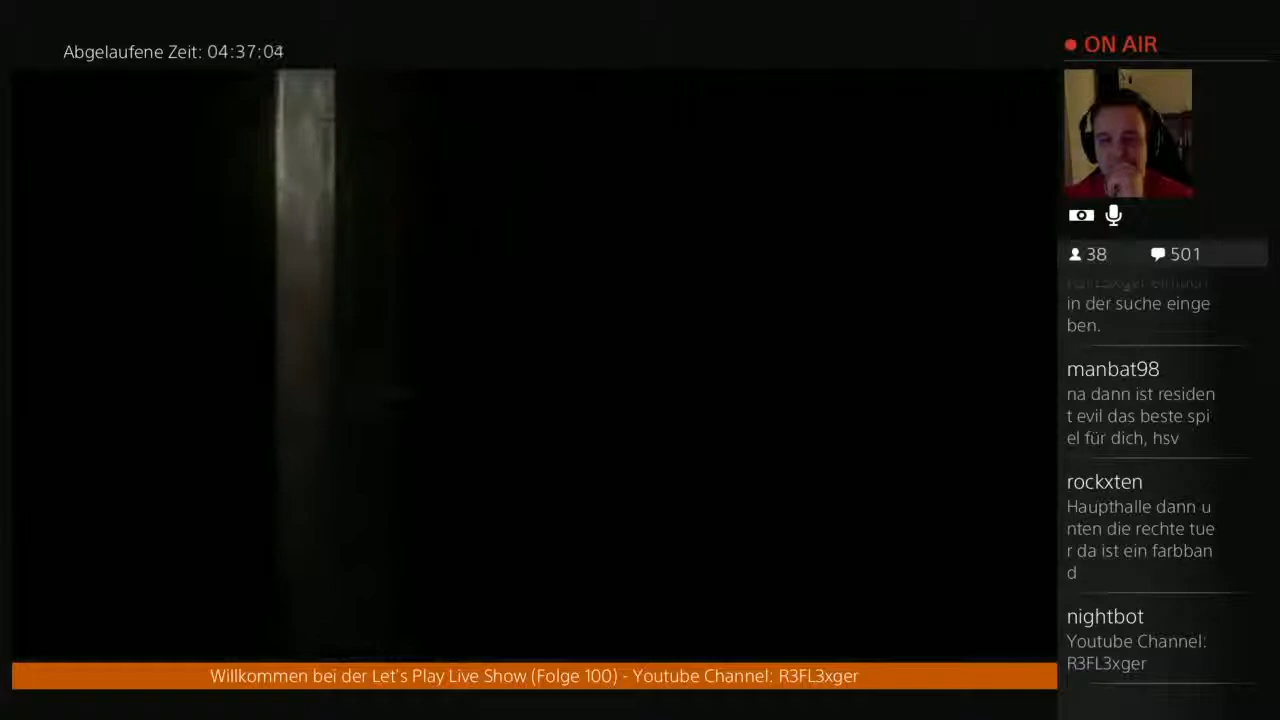 Abgelaufene Zeit: 04:37:04
ON AIR
38
501
in der suche einge
ben.
manbat98
na dann ist residen
t evil das beste spi
el für dich, hsv
rockxten
Haupthalle dann u
nten die rechte tue
r da ist ein farbban
d
nightbot
Youtube Channel:
R3FL3xger
Willkommen bei der Let's Play Live Show (Folge 100) - Youtube Channel: R3FL3xger